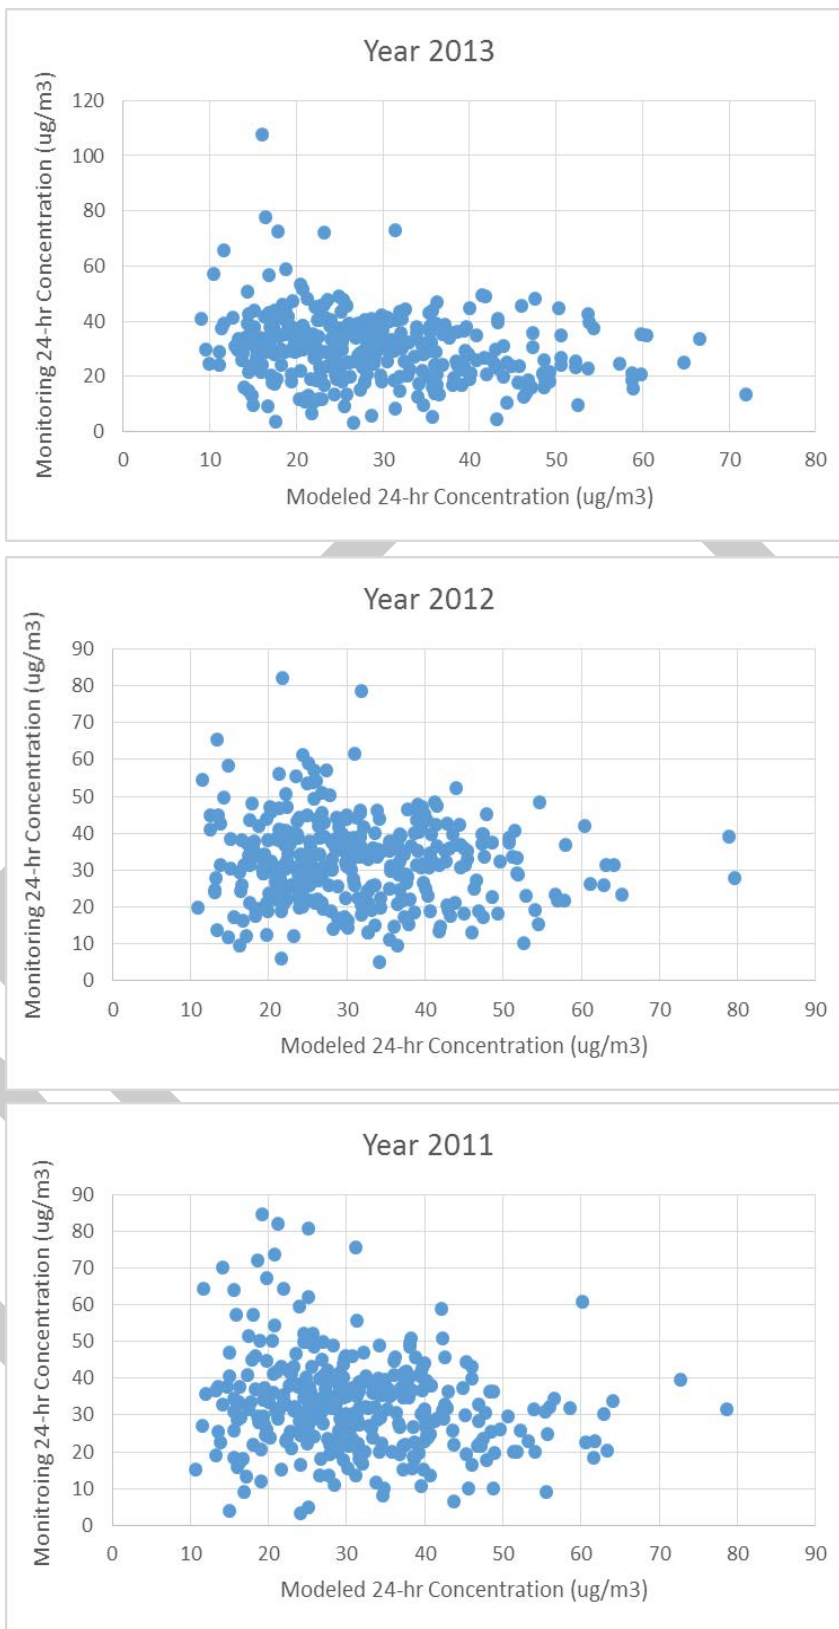 Year 2013
Monitoring 24-hr Concentration (ug/m3)
120
100
80
60
40
20
0
0 10 20 30 40 50 60 70 80
Modeled 24-hr Concentration (ug/m3)
Year 2012
Monitoring 24-hr Concentration (ug/m3)
90
80
70
60
50
40
30
20
10
0
0 10 20 30 40 50 60 70 80 90
Modeled 24-hr Concentration (ug/m3)
Year 2011
Monitroing 24-hr Concentration (ug/m3)
90
80
70
60
50
40
30
20
10
0
0 10 20 30 40 50 60 70 80 90
Modeled 24-hr Concentration (ug/m3)